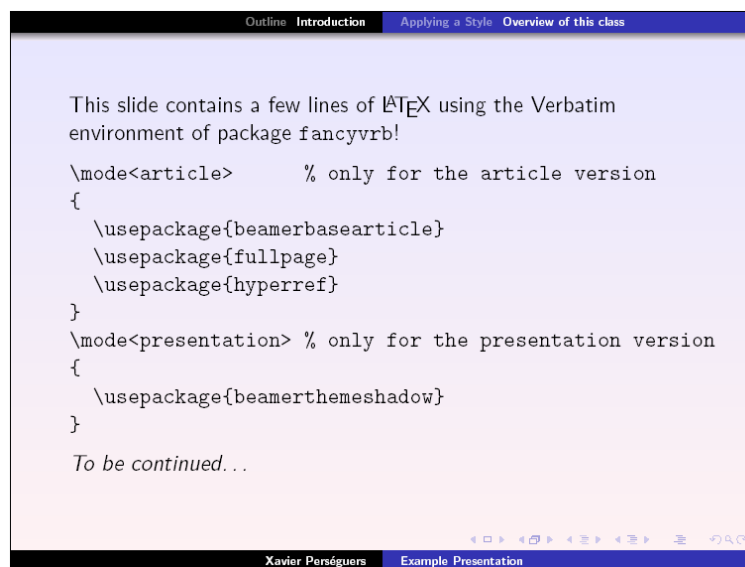 Outline Introduction Applying a Style Overview of this class
This slide contains a few lines of LATEX using the Verbatim
environment of package fancyvrb!
\mode<article>      % only for the article version
{
  \usepackage{beamerbasearticle}
  \usepackage{fullpage}
  \usepackage{hyperref}
}
\mode<presentation> % only for the presentation version
{
  \usepackage{beamerthemeshadow}
}
To be continued...
Xavier Perséguers Example Presentation